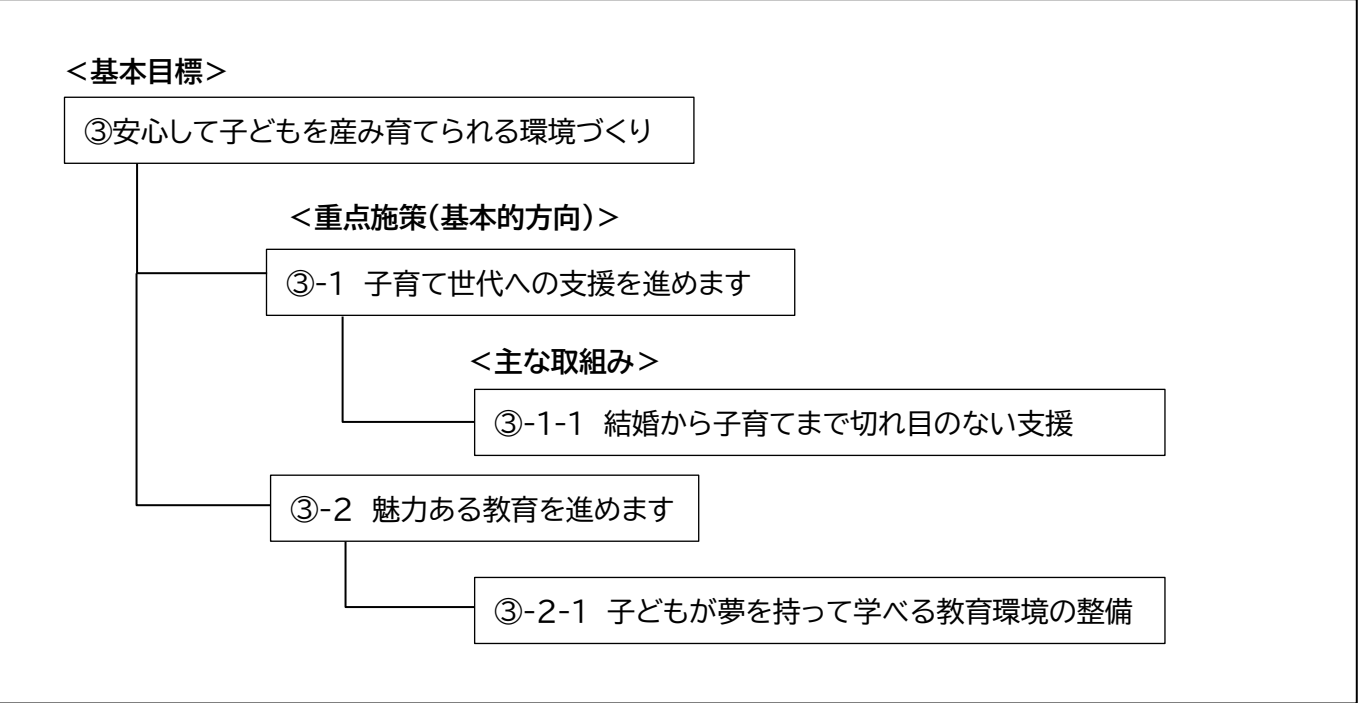 ＜基本目標＞
③安心して子どもを産み育てられる環境づくり
＜重点施策(基本的方向)＞
③-1 子育て世代への支援を進めます
＜主な取組み＞
③-1-1 結婚から子育てまで切れ目のない支援
③-2 魅力ある教育を進めます
③-2-1 子どもが夢を持って学べる教育環境の整備